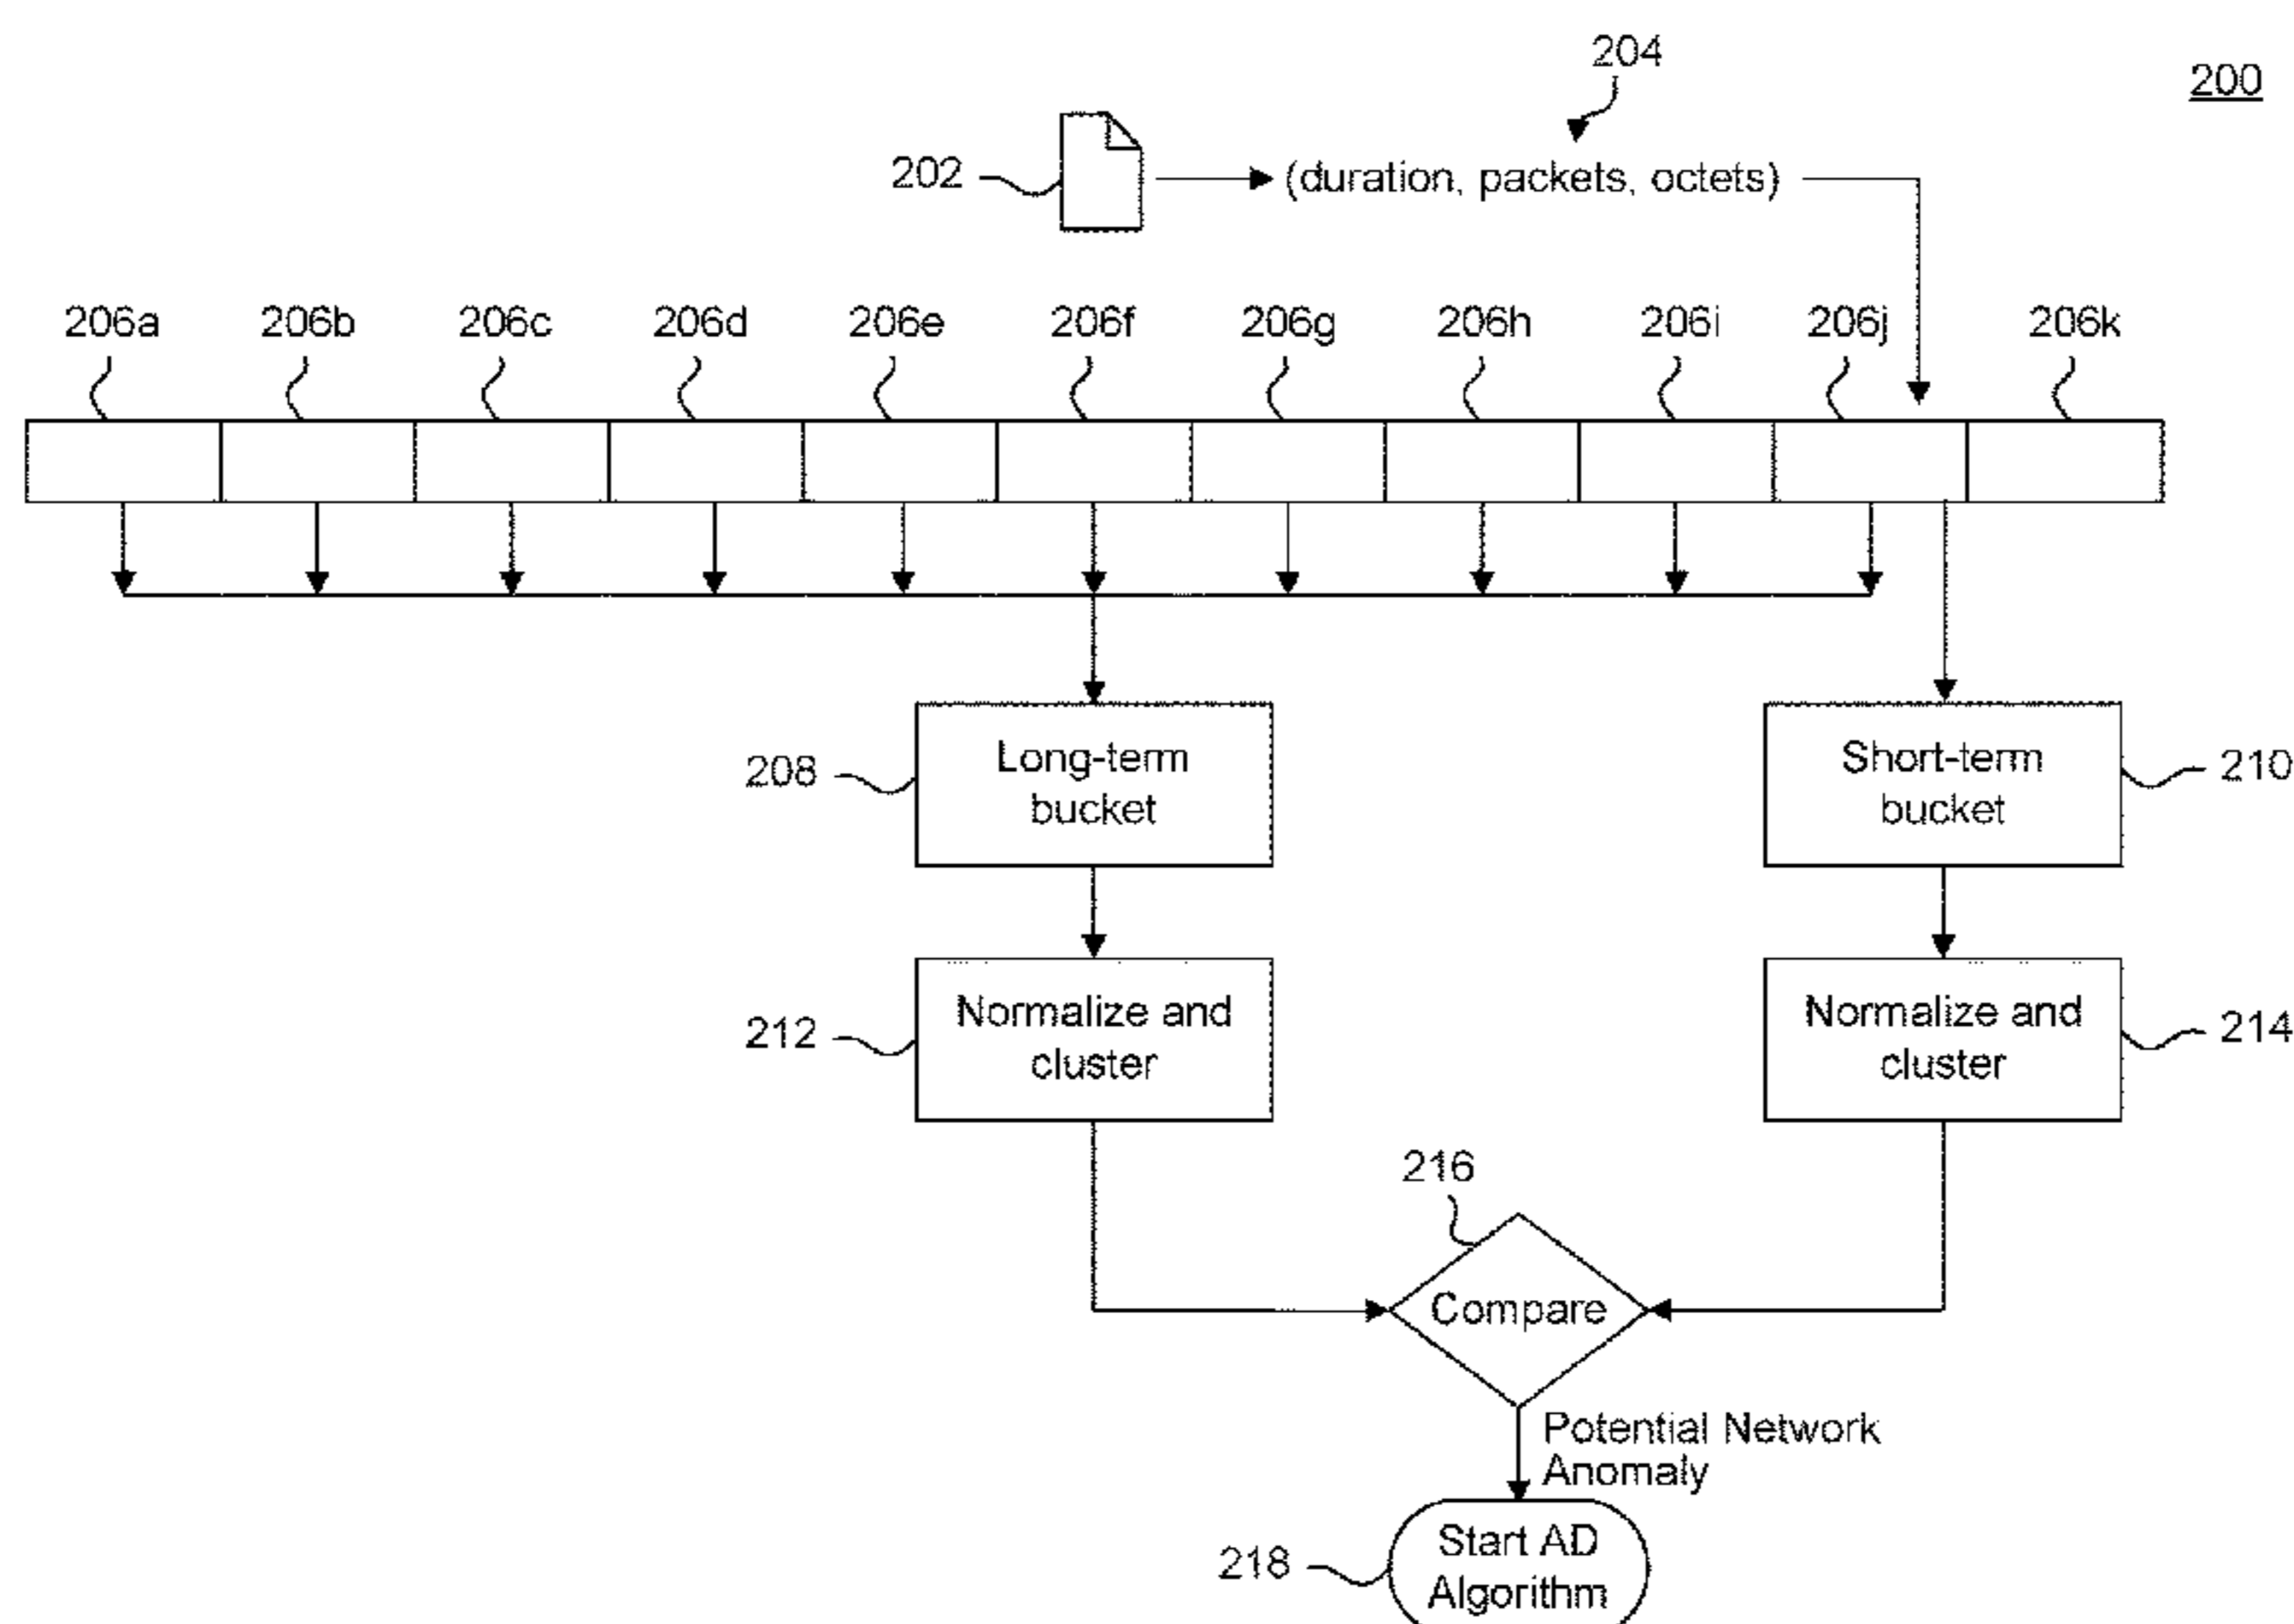 204
200
202
(duration, packets, octets)
206a 206b 206c 206d 206e 206f 206g 206h 206i 206j 206k
208
Long-term
bucket
Short-term
bucket
210
212
Normalize and
cluster
Normalize and
cluster
214
216
Compare
Potential Network
Anomaly
218
Start AD
Algorithm